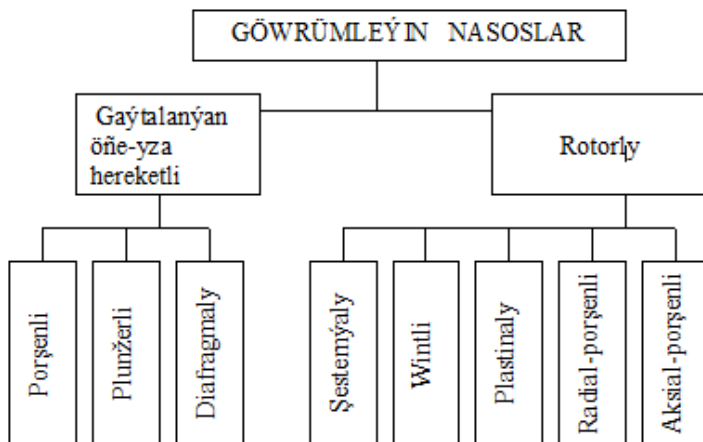 GÖWRÜMLEÝIN NASOSLAR
Gaýtalanýan
öňe-yza
hereketli
Rotorly
Porşenli
Plunžerli
Diafragmaly
Şestemýaly
Wintli
Plastinaly
Radial-porşenli
Aksial-porşenli